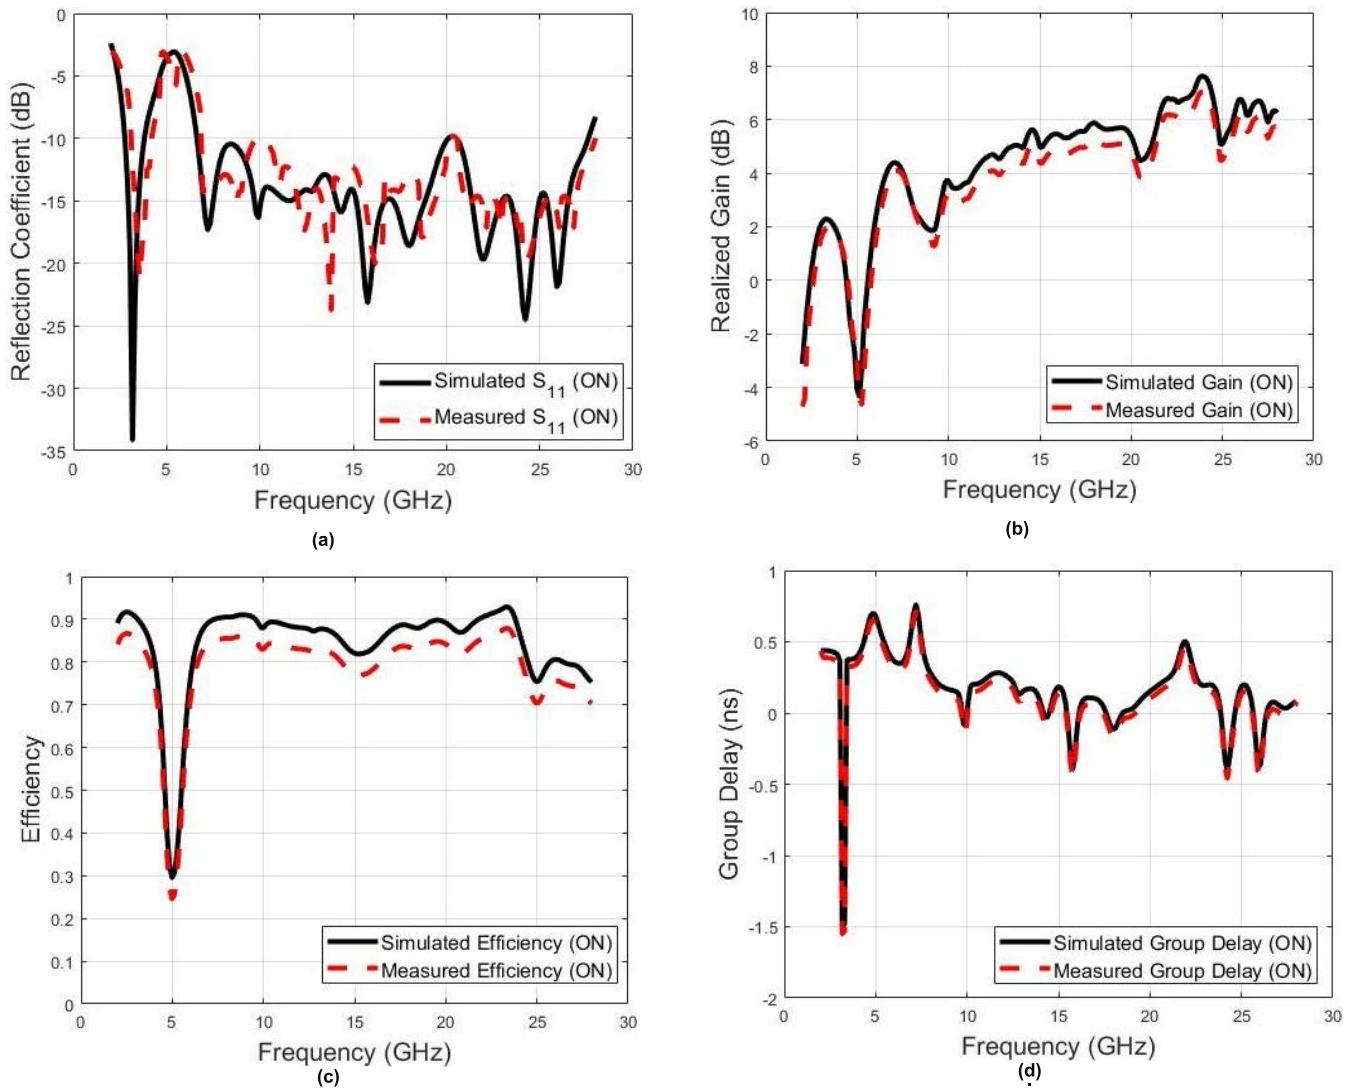 0
-5
-10
-15
-20
-25
-30
-35
Reflection Coefficient (dB)
Simulated S11 (ON)
Measured S11 (ON)
0 5 10 15 20 25 30
Frequency (GHz)
(a)
10
8
6
4
2
0
-2
-4
-6
Realized Gain (dB)
Simulated Gain (ON)
Measured Gain (ON)
0 5 10 15 20 25 30
Frequency (GHz)
(b)
1
0.9
0.8
0.7
0.6
0.5
0.4
0.3
0.2
0.1
0
Efficiency
Simulated Efficiency (ON)
Measured Efficiency (ON)
0 5 10 15 20 25 30
Frequency (GHz)
(c)
1
0.5
0
-0.5
-1
-1.5
-2
Group Delay (ns)
Simulated Group Delay (ON)
Measured Group Delay (ON)
0 5 10 15 20 25 30
Frequency (GHz)
(d)